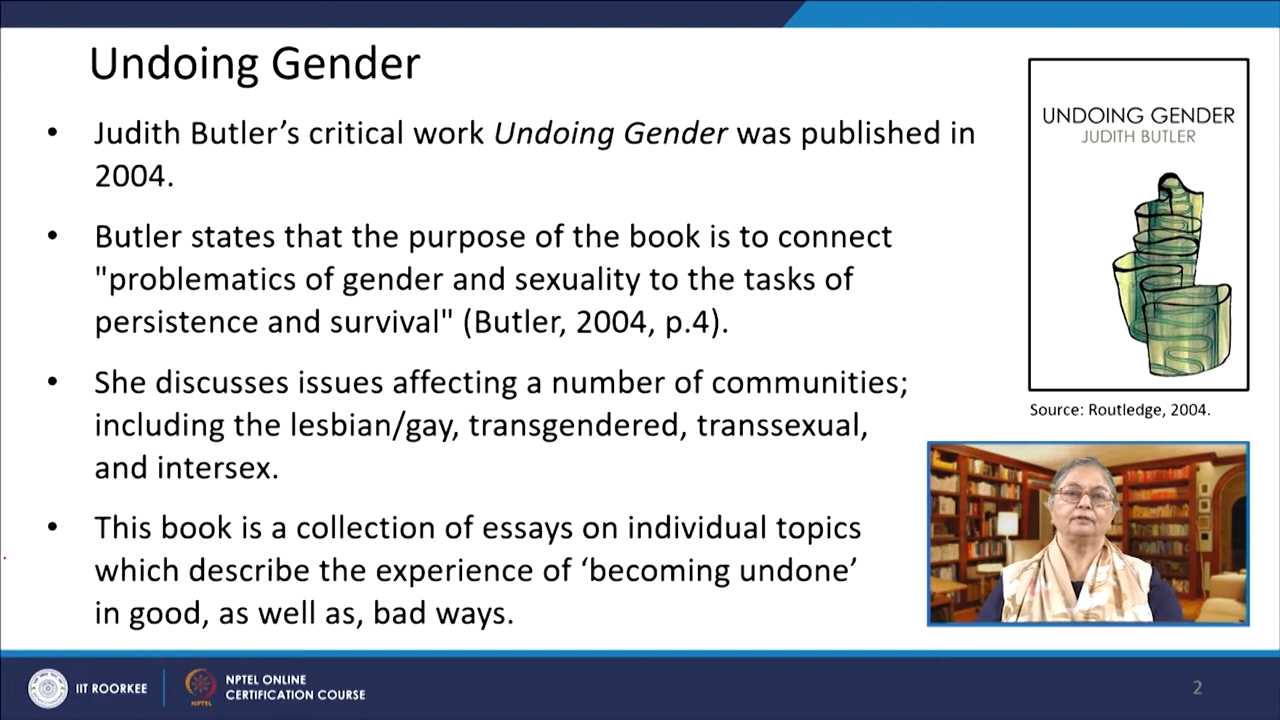 Undoing Gender
• Judith Butler’s critical work Undoing Gender was published in
2004.
• Butler states that the purpose of the book is to connect
"problematics of gender and sexuality to the tasks of
persistence and survival" (Butler, 2004, p.4).
• She discusses issues affecting a number of communities;
including the lesbian/gay, transgendered, transsexual,
and intersex.
• This book is a collection of essays on individual topics
which describe the experience of ‘becoming undone’
in good, as well as, bad ways.
UNDOING GENDER
JUDITH BUTLER
Source: Routledge, 2004.
IIT ROORKEE
NPTEL
NPTEL ONLINE
CERTIFICATION COURSE
2